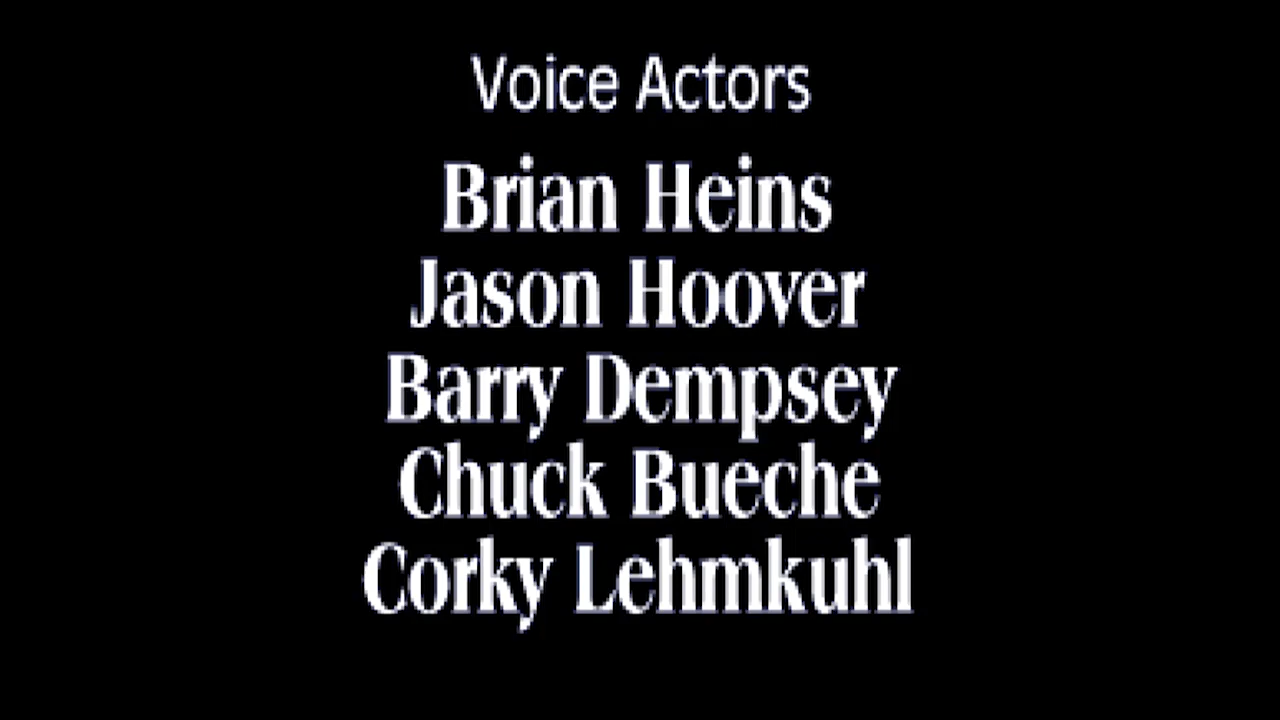 Voice Actors
Brian Heins
Jason Hoover
Barry Dempsey
Chuck Bueche
Corky Lehmkuhl